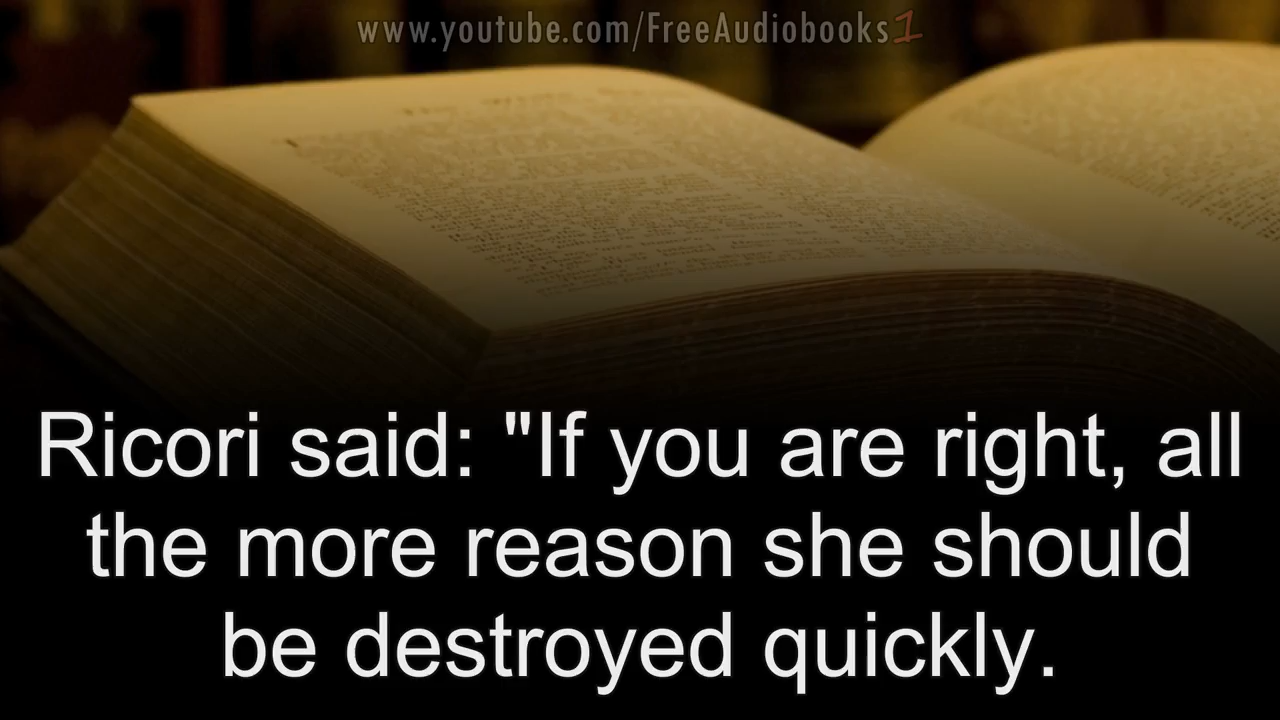 www.youtube.com/FreeAudiobooks1
Ricori said: "If you are right, all
the more reason she should
be destroyed quickly.